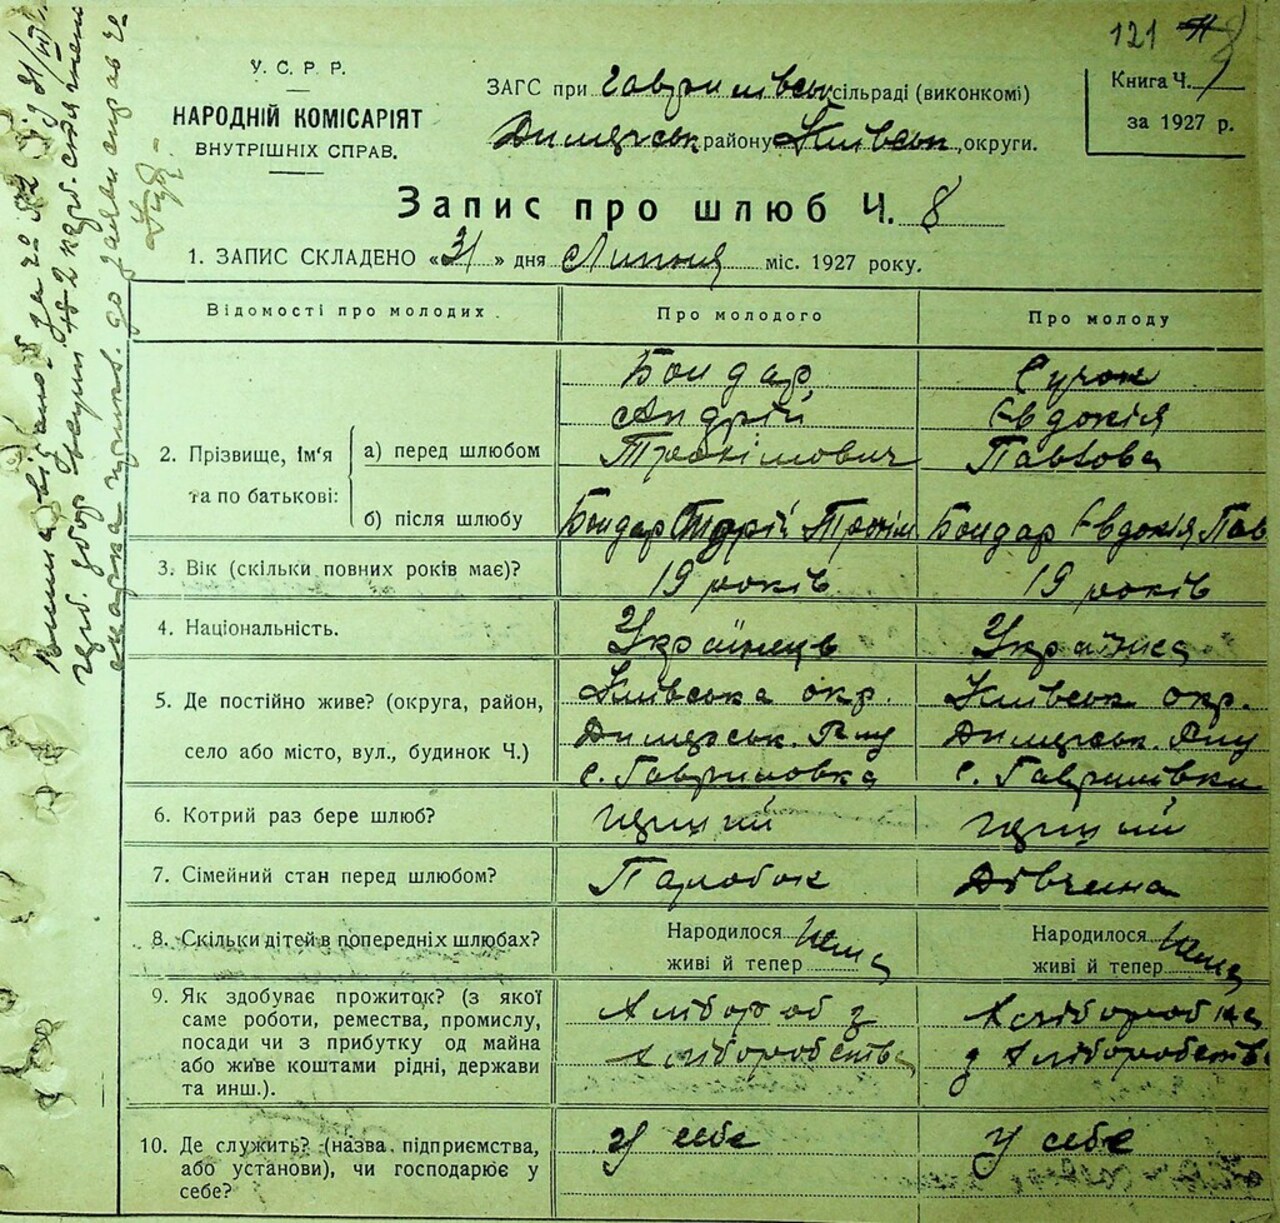 121
У. С. Р. Р.
НАРОДНІЙ КОМІСАРІЯТ
ВНУТРІШНІХ СПРАВ.
ЗАГС при Гаврилівськ сільраді (виконкомі)
Димерськ району Київськ округи.
Книга Ч.
за 1927 р.
Запис про шлюб Ч. 8
1. ЗАПИС СКЛАДЕНО «31» дня Липня міс. 1927 року.
Відомості про молодих. Про молодого Про молоду
2. Прізвище, ім'я та по батькові:
а) перед шлюбом
Бондар
Андрій
Трохімович
Сучок
Євдокія
Павлова
б) після шлюбу
Бондар Трохім
Бондар Євдокія Пав
3. Вік (скільки повних років має)? 19 років 19 років
4. Національність. Українець Українка
5. Де постійно живе? (округа, район,
село або місто, вул., будинок Ч.)
Київська окр.
Димерськ. Р-ну
с. Гавриловка
Київськ окр.
Димерськ. Р-ну
с. Гаврилівки
6. Котрий раз бере шлюб? перший перший
7. Сімейний стан перед шлюбом? Парубок Дівчина
8. Скільки дітей в попередніх шлюбах?
Народилося Нема
живі й тепер
Народилося Нема
живі й тепер
9. Як здобуває прожиток? (з якої
саме роботи, ремества, промислу,
посади чи з прибутку од майна
або живе коштами рідні, держави
та инш.).
Хлібороб з
Хліборобства
Хліборобка
з Хліборобств
10. Де служить? (назва підприємства,
або установи), чи господарює у
себе?
У себе
У себе